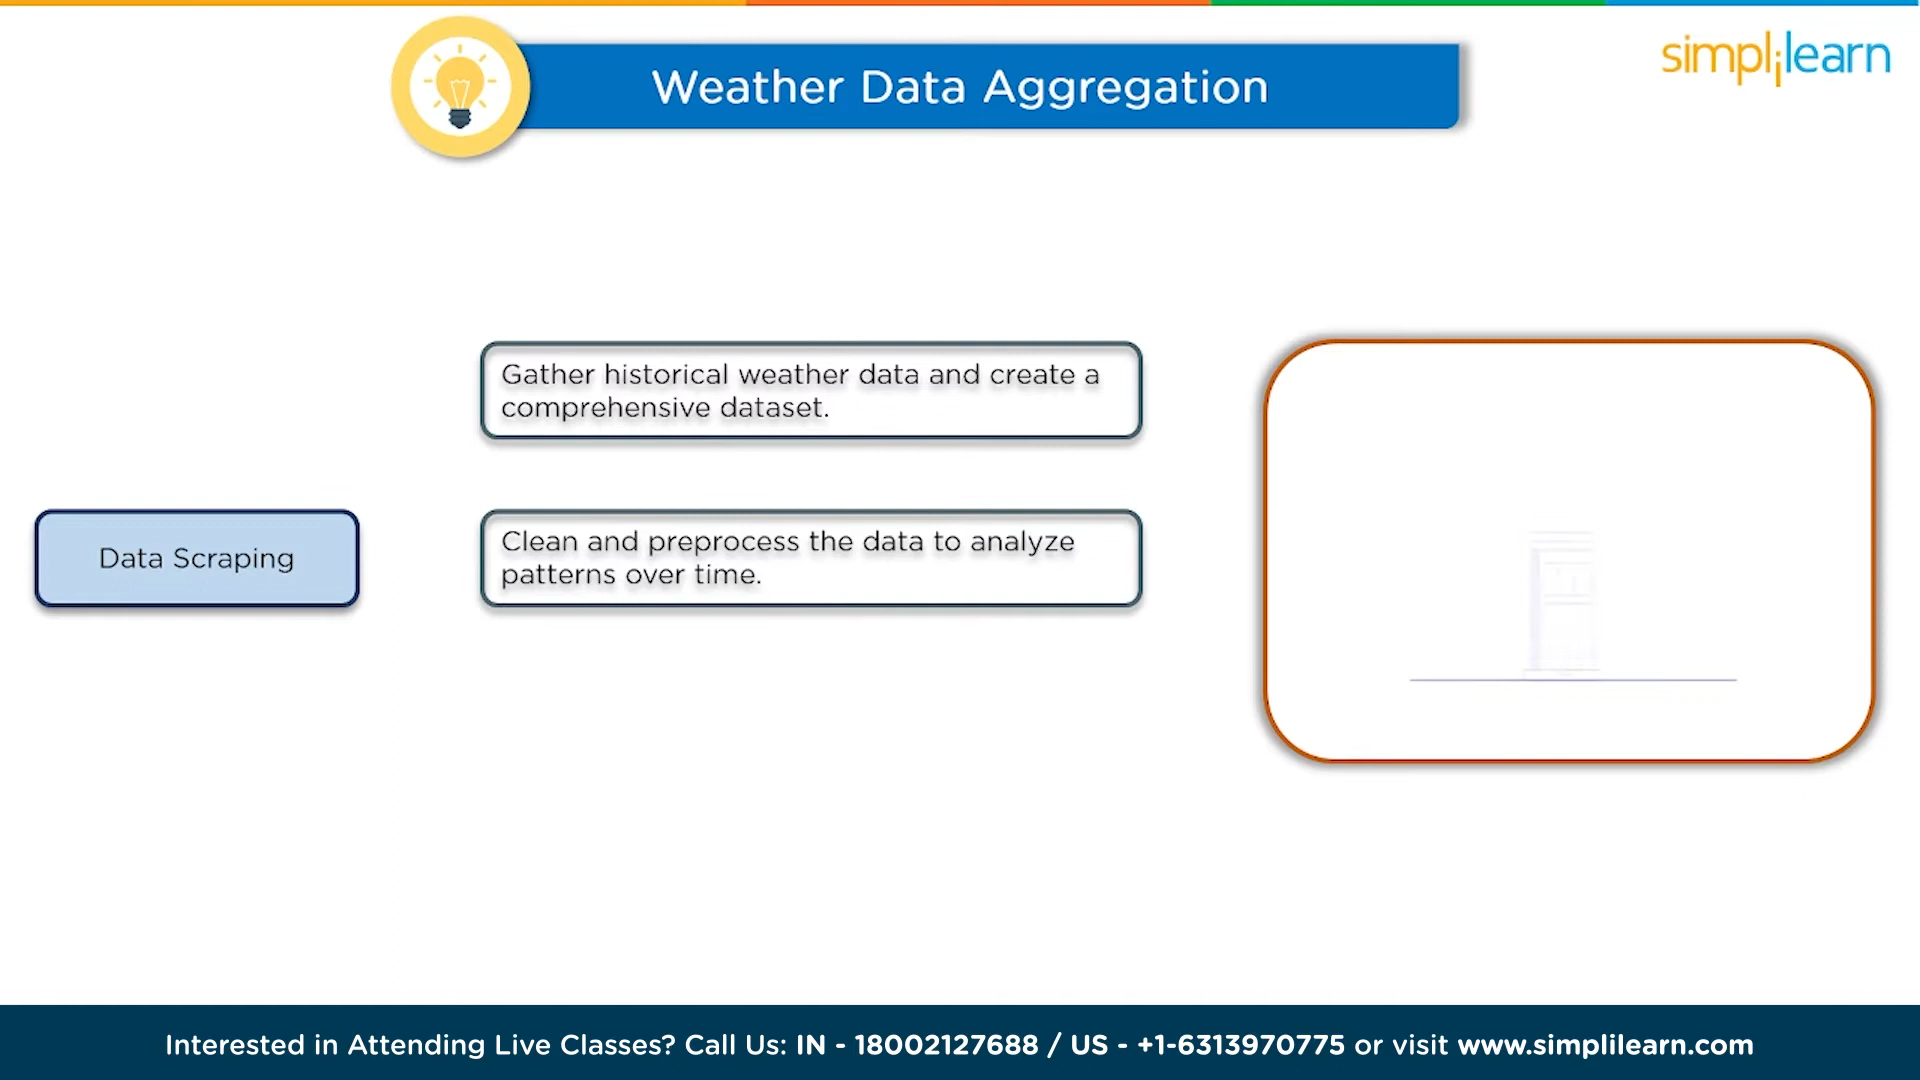 simplilearn
Weather Data Aggregation
Gather historical weather data and create a
comprehensive dataset.
Data Scraping
Clean and preprocess the data to analyze
patterns over time.
Interested in Attending Live Classes? Call Us: IN - 18002127688 / US - +1-6313970775 or visit www.simplilearn.com